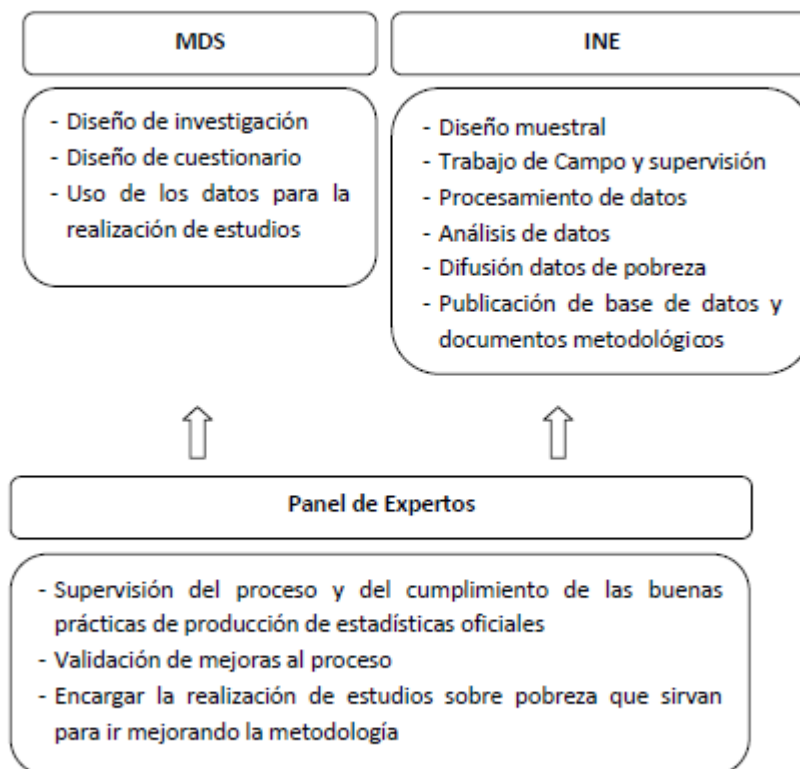 MDS
- Diseño de investigación
- Diseño de cuestionario
- Uso de los datos para la
realización de estudios
INE
- Diseño muestral
- Trabajo de Campo y supervisión
- Procesamiento de datos
- Análisis de datos
- Difusión datos de pobreza
- Publicación de base de datos y
documentos metodológicos
Panel de Expertos
- Supervisión del proceso y del cumplimiento de las buenas
prácticas de producción de estadísticas oficiales
- Validación de mejoras al proceso
- Encargar la realización de estudios sobre pobreza que sirvan
para ir mejorando la metodología